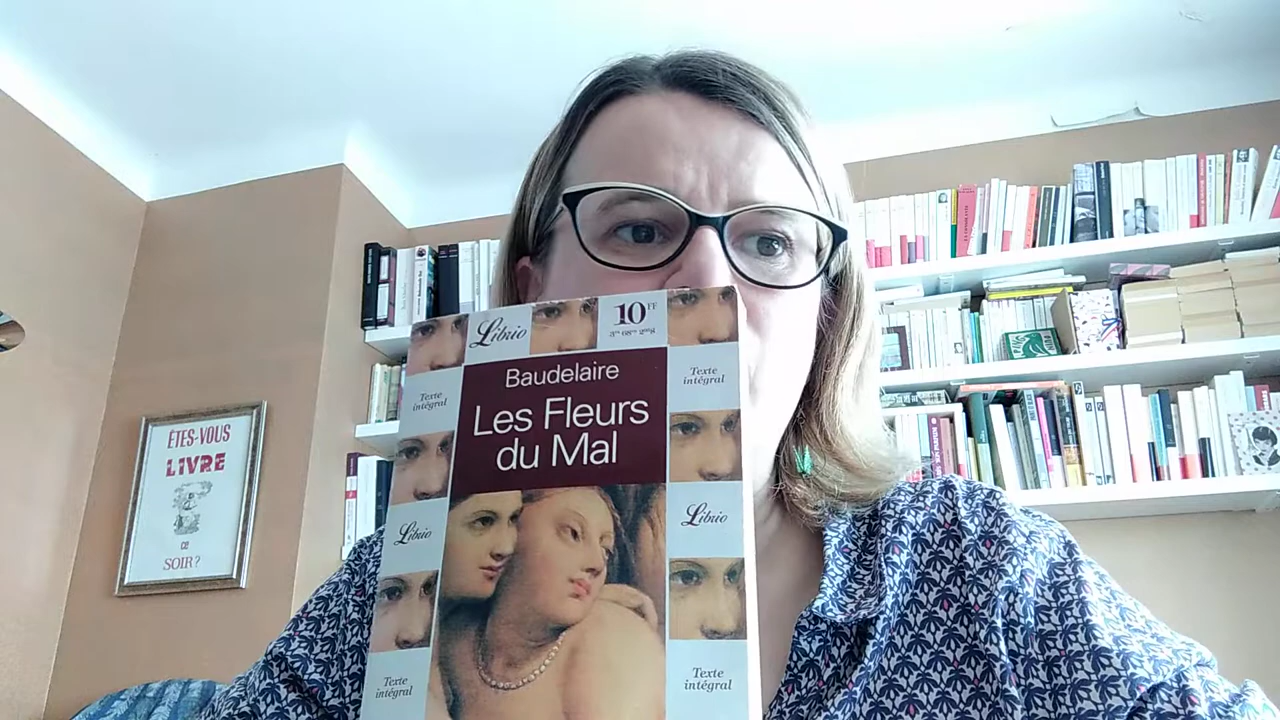 ÊTES-VOUS
LIVRE
ce
SOIR ?
Librio
10FF
Baudelaire
Les Fleurs
du Mal
Texte
intégral
Texte
intégral
Librio
Librio
Texte
intégral
Texte
intégral